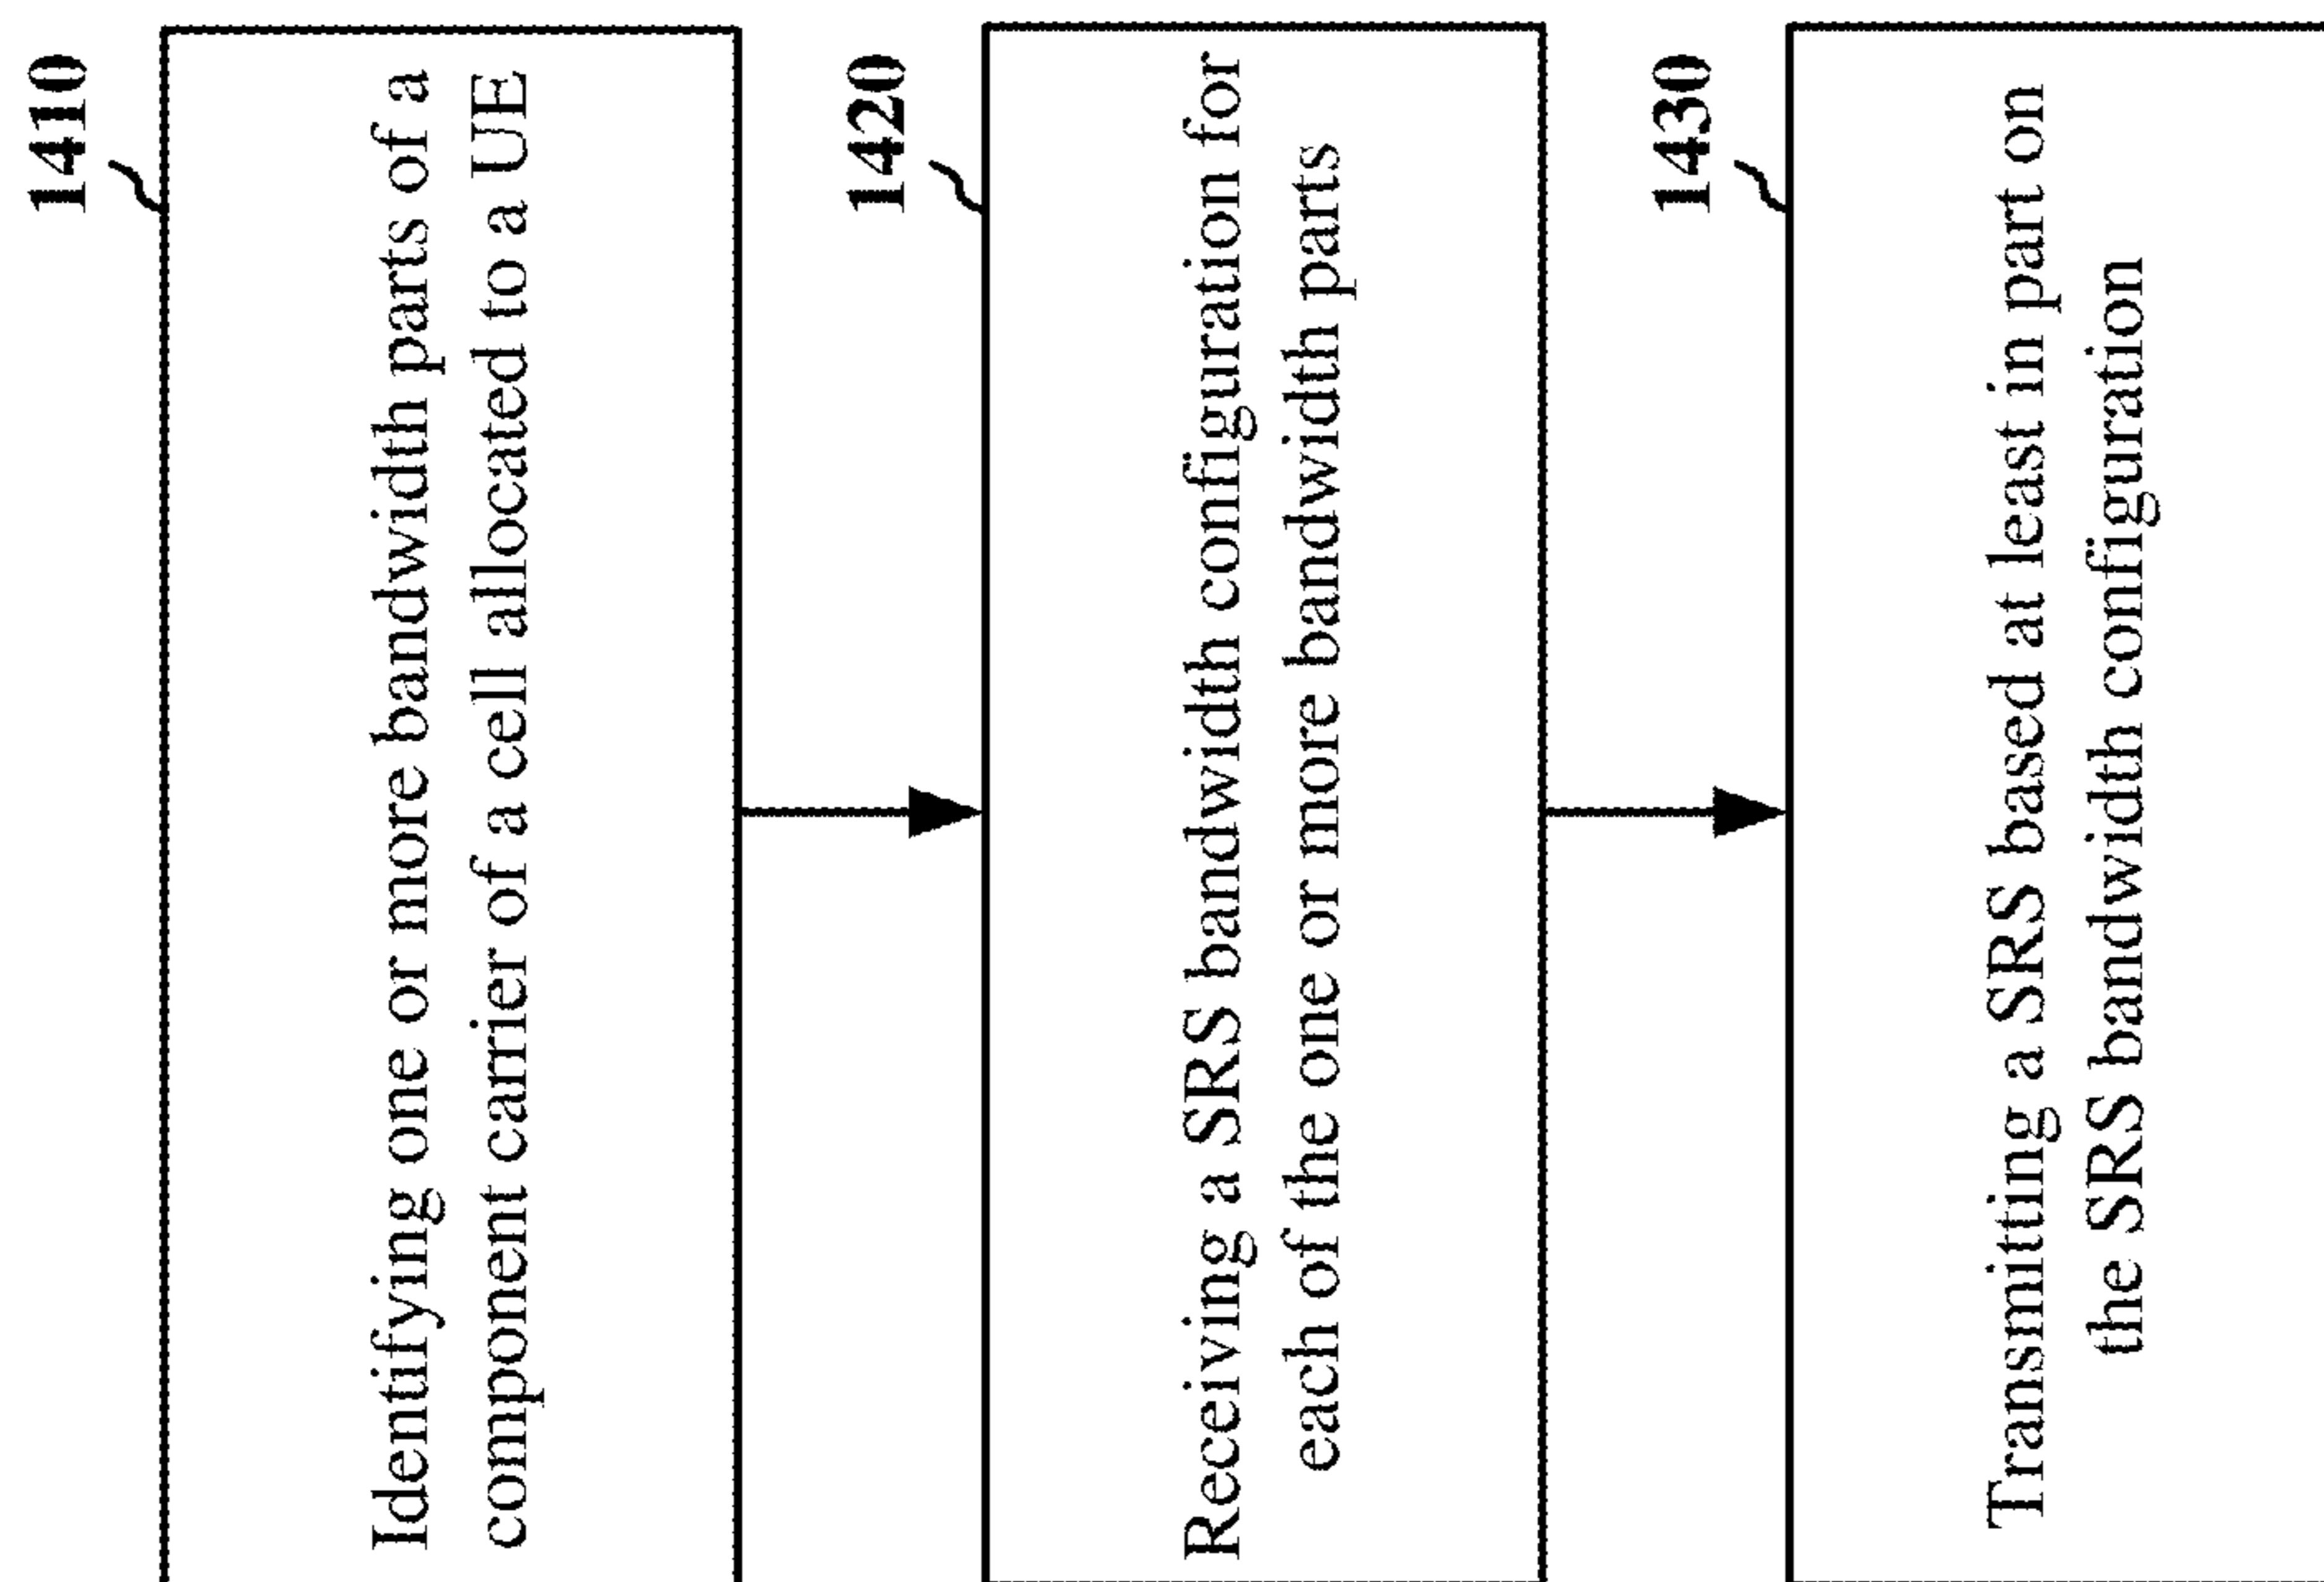 1410
Identifying one or more bandwidth parts of a
component carrier of a cell allocated to a UE
1420
Receiving a SRS bandwidth configuration for
each of the one or more bandwidth parts
1430
Transmitting a SRS based at least in part on
the SRS bandwidth configuration